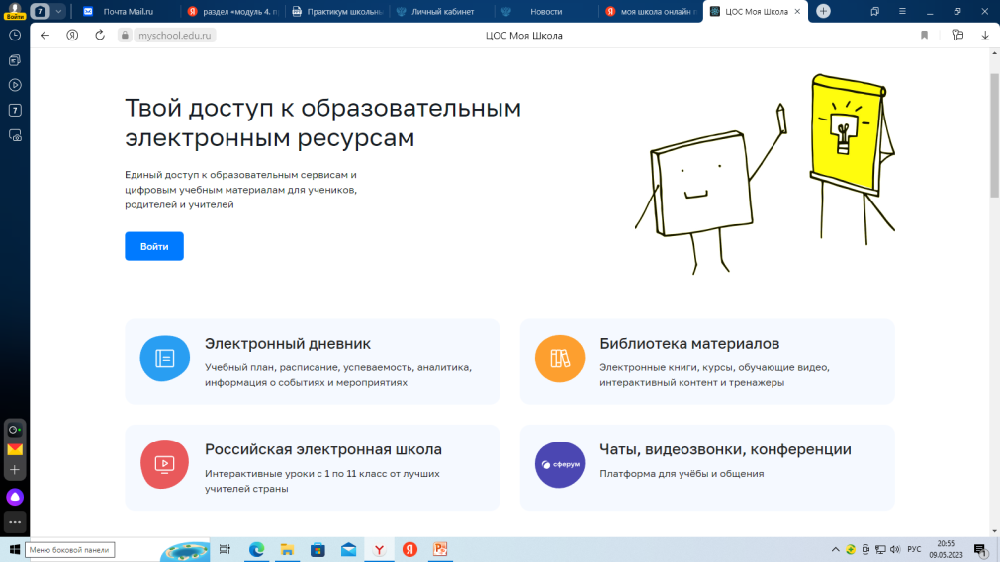 7
Почта Mail.ru
раздел «модуль 4. п
Практикум школьны
Личный кабинет
Новости
моя школа онлайн
ЦОС Моя Школа
Войти
myschool.edu.ru
ЦОС Моя Школа
7
Твой доступ к образовательным
электронным ресурсам
Единый доступ к образовательным сервисам и
цифровым учебным материалам для учеников,
родителей и учителей
Войти
Электронный дневник
Учебный план, расписание, успеваемость, аналитика,
информация о событиях и мероприятиях
Библиотека материалов
Электронные книги, курсы, обучающие видео,
интерактивный контент и тренажеры
Российская электронная школа
Интерактивные уроки с 1 по 11 класс от лучших
учителей страны
сферум
Чаты, видеозвонки, конференции
Платформа для учёбы и общения
Меню боковой панели
РУС
20:55
09.05.2023
1